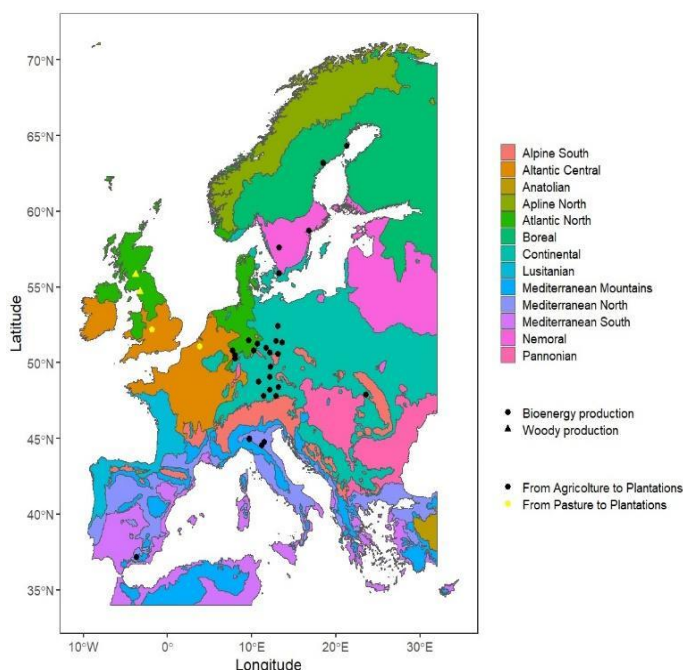 70°N
65°N
60°N
55°N
50°N
45°N
40°N
35°N
Latitude
10°W
0°
10°E
20°E
30°E
Longitude
Alpine South
Altantic Central
Anatolian
Apline North
Atlantic North
Boreal
Continental
Lusitanian
Mediterranean Mountains
Mediterranean North
Mediterranean South
Nemoral
Pannonian
Bioenergy production
Woody production
From Agricolture to Plantations
From Pasture to Plantations